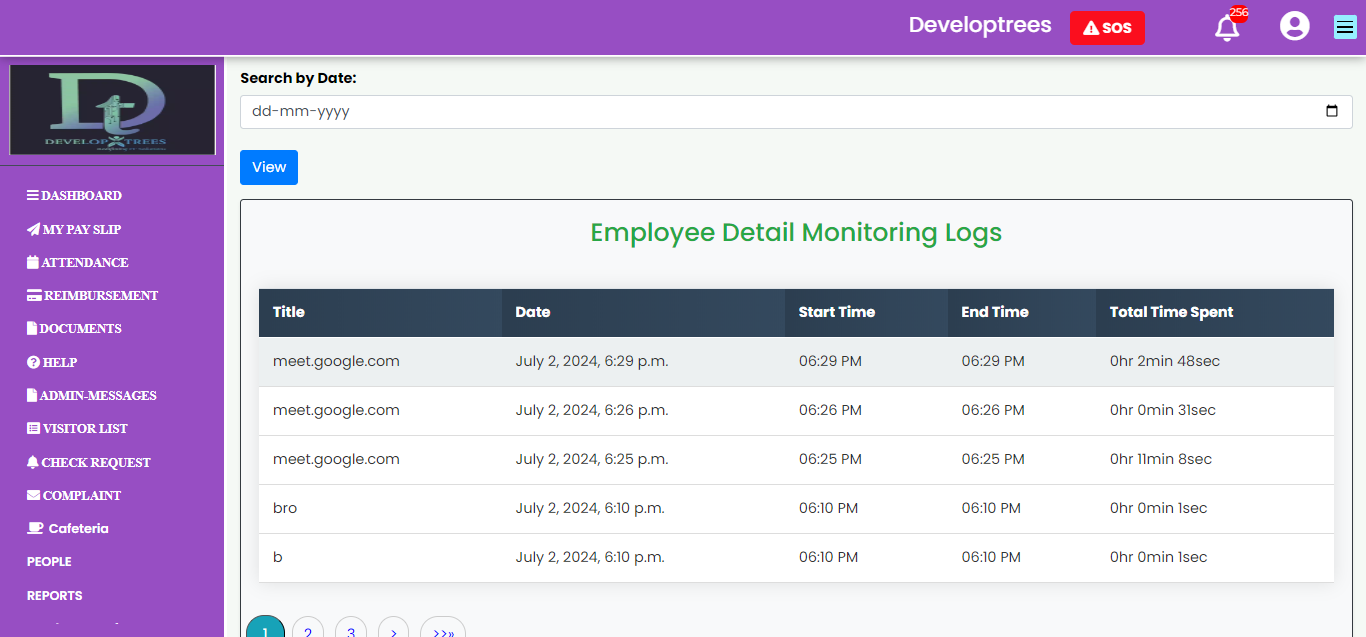 Developtrees
SOS
256
Dt
DEVELOP TREES
DASHBOARD
MY PAY SLIP
ATTENDANCE
REIMBURSEMENT
DOCUMENTS
HELP
ADMIN-MESSAGES
VISITOR LIST
CHECK REQUEST
COMPLAINT
Cafeteria
PEOPLE
REPORTS
Search by Date:
dd-mm-yyyy
View
Employee Detail Monitoring Logs
Title Date Start Time End Time Total Time Spent
meet.google.com July 2, 2024, 6:29 p.m. 06:29 PM 06:29 PM 0hr 2min 48sec
meet.google.com July 2, 2024, 6:26 p.m. 06:26 PM 06:26 PM 0hr 0min 31sec
meet.google.com July 2, 2024, 6:25 p.m. 06:25 PM 06:25 PM 0hr 11min 8sec
bro July 2, 2024, 6:10 p.m. 06:10 PM 06:10 PM 0hr 0min 1sec
b July 2, 2024, 6:10 p.m. 06:10 PM 06:10 PM 0hr 0min 1sec
1 2 3 > >>»